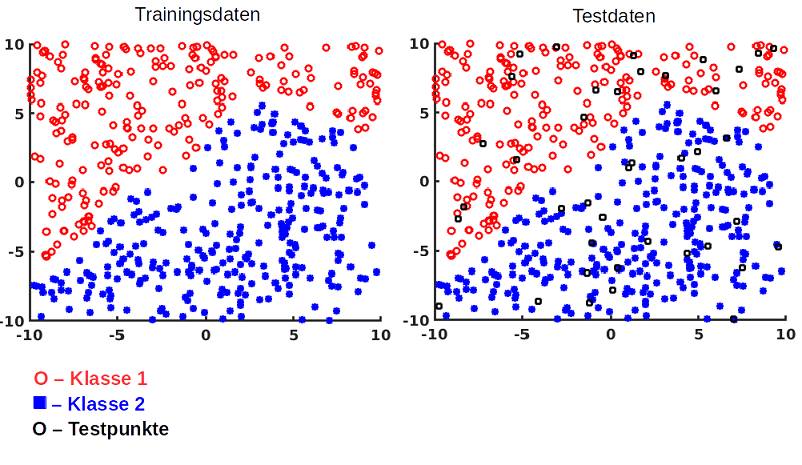 Trainingsdaten
Testdaten
10
5
0
-5
-10
-10 -5 0 5 10
10
5
0
-5
-10
-10 -5 0 5 10
O – Klasse 1
– Klasse 2
O – Testpunkte